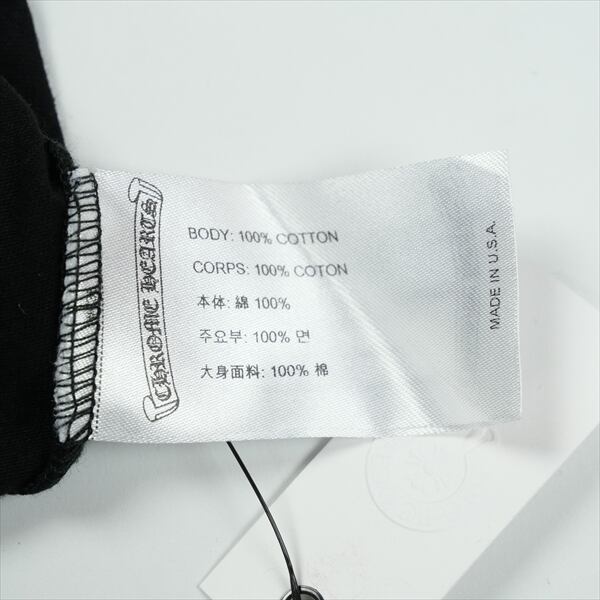 CHROME HEARTS
BODY: 100% COTTON
CORPS: 100% COTON
本体: 綿 100%
주요부: 100% 면
大身面料: 100% 棉
MADE IN U.S.A.